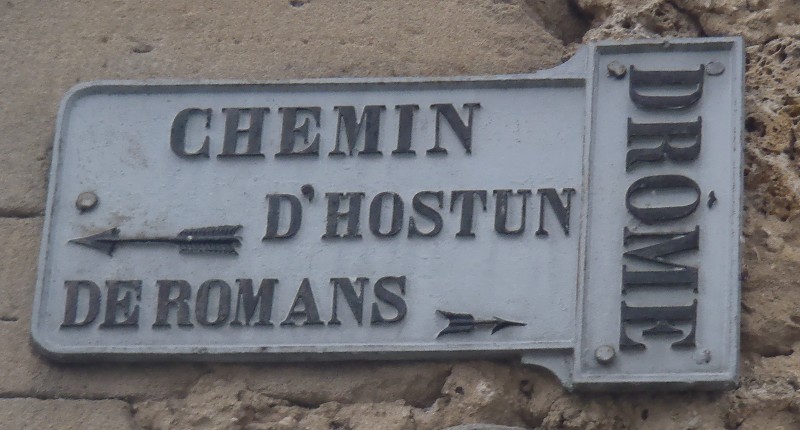 CHEMIN
D'HOSTUN
DE ROMANS
DRÔME